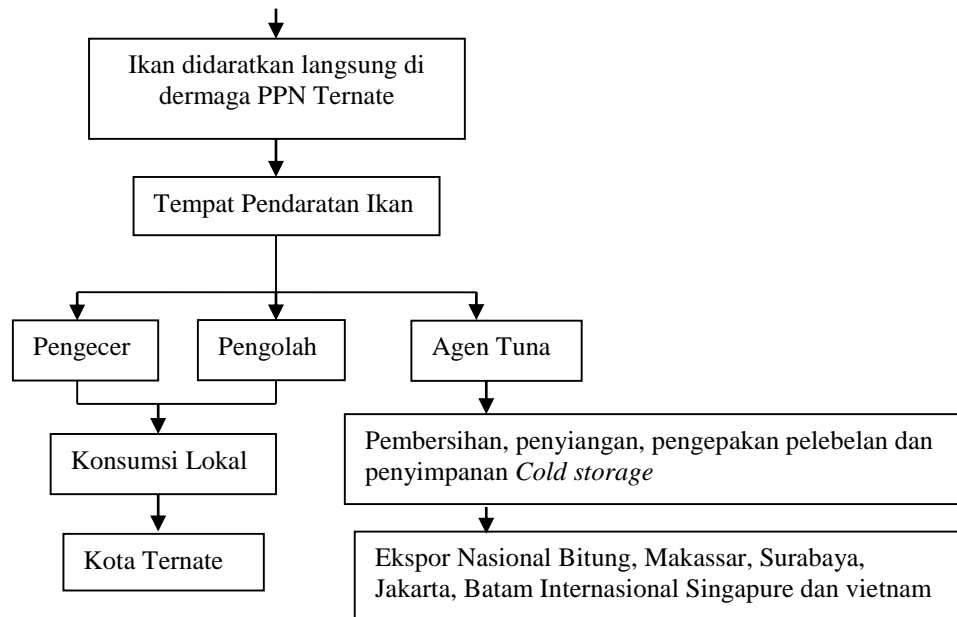 Ikan didaratkan langsung di
dermaga PPN Ternate
Tempat Pendaratan Ikan
Pengecer
Pengolah
Agen Tuna
Pembersihan, penyiangan, pengepakan pelebelan dan
penyimpanan Cold storage
Konsumsi Lokal
Kota Ternate
Ekspor Nasional Bitung, Makassar, Surabaya,
Jakarta, Batam Internasional Singapure dan vietnam